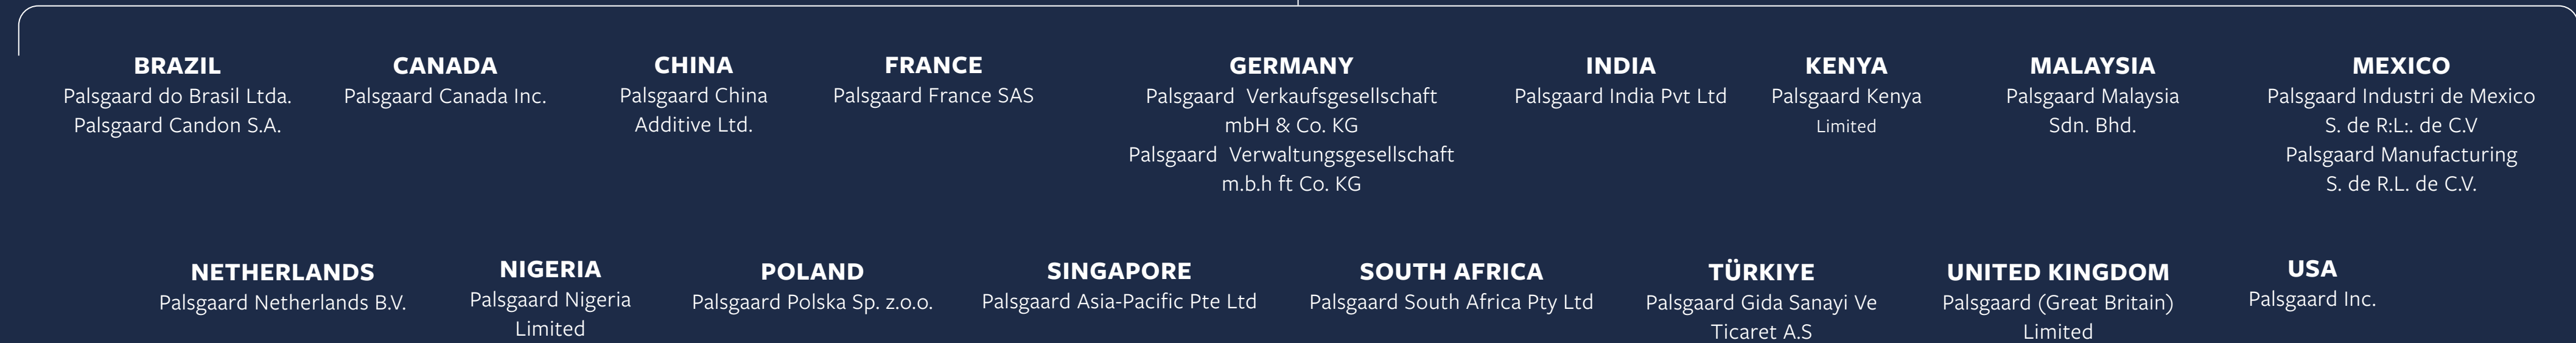 BRAZIL
Palsgaard do Brasil Ltda.
Palsgaard Candon S.A.
CANADA
Palsgaard Canada Inc.
CHINA
Palsgaard China
Additive Ltd.
FRANCE
Palsgaard France SAS
GERMANY
Palsgaard Verkaufsgesellschaft
mbH & Co. KG
Palsgaard Verwaltungsgesellschaft
m.b.h ft Co. KG
INDIA
Palsgaard India Pvt Ltd
KENYA
Palsgaard Kenya
Limited
MALAYSIA
Palsgaard Malaysia
Sdn. Bhd.
MEXICO
Palsgaard Industri de Mexico
S. de R:L:. de C.V
Palsgaard Manufacturing
S. de R.L. de C.V.
NETHERLANDS
Palsgaard Netherlands B.V.
NIGERIA
Palsgaard Nigeria
Limited
POLAND
Palsgaard Polska Sp. z.o.o.
SINGAPORE
Palsgaard Asia-Pacific Pte Ltd
SOUTH AFRICA
Palsgaard South Africa Pty Ltd
TÜRKIYE
Palsgaard Gida Sanayi Ve
Ticaret A.S
UNITED KINGDOM
Palsgaard (Great Britain)
Limited
USA
Palsgaard Inc.